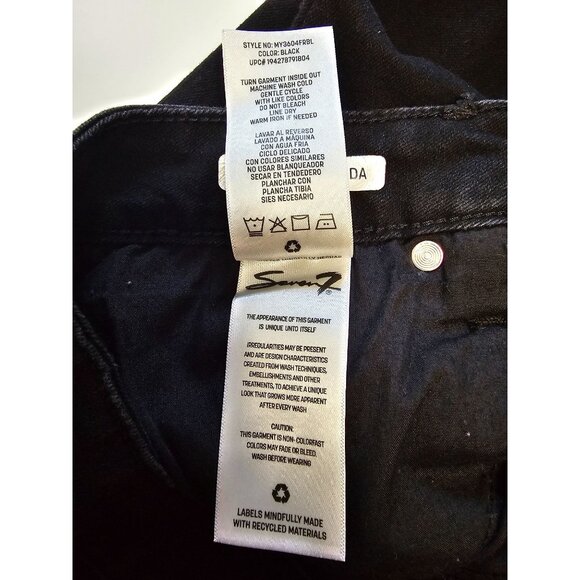 STYLE NO: MY3604FRBL
COLOR: BLACK
UPC# 194278791804
TURN GARMENT INSIDE OUT
MACHINE WASH COLD
GENTLE CYCLE
WITH LIKE COLORS
DO NOT BLEACH
LINE DRY
WARM IRON IF NEEDED
LAVAR AL REVERSO
LAVADO A MÁQUINA
CON AGUA FRIA
CICLO DELICADO
CON COLORES SIMILARES
NO USAR BLANQUEADER
SECAR EN TENDEDERO
PLANCHAR CON
PLANCHA TIBIA
SIES NECESARIO
DA
MINDFULLY
Seven7®
THE APPEARANCE OF THIS GARMENT
IS UNIQUE UNTO ITSELF
IRREGULARITIES MAY BE PRESENT
AND ARE DESIGN CHARACTERISTICS
CREATED FROM WASH TECHNIQUES,
EMBELLISHMENTS AND OTHER
TREATMENTS, TO ACHIEVE A UNIQUE
LOOK THAT GROWS MORE APPARENT
AFTER EVERY WASH
CAUTION:
THIS GARMENT IS NON- COLORFAST
COLORS MAY FADE OR BLEED.
WASH BEFORE WEARING
LABELS MINDFULLY MADE
WITH RECYCLED MATERIALS